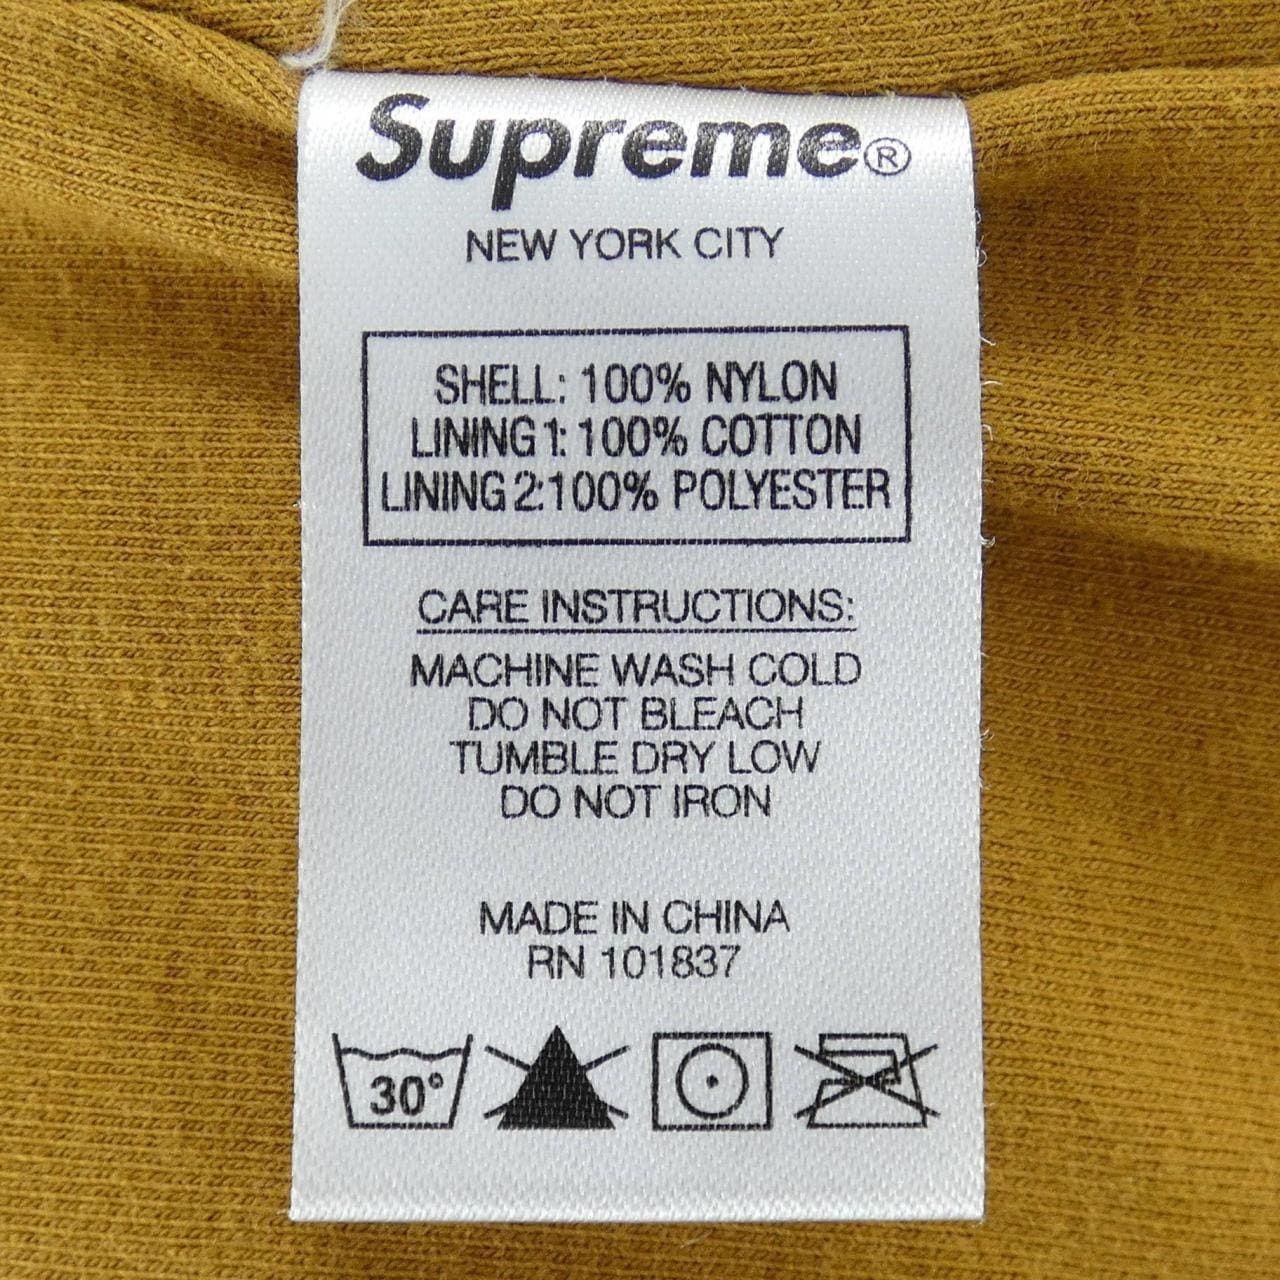 Supreme®
NEW YORK CITY
SHELL: 100% NYLON
LINING 1: 100% COTTON
LINING 2: 100% POLYESTER
CARE INSTRUCTIONS:
MACHINE WASH COLD
DO NOT BLEACH
TUMBLE DRY LOW
DO NOT IRON
MADE IN CHINA
RN 101837
30°